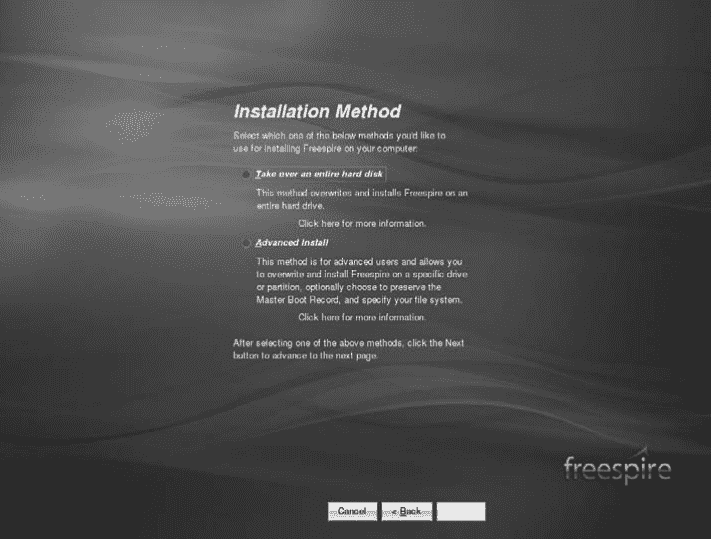 Installation Method
Select which one of the below methods you'd like to
use for installing Freespire on your computer:
Take over an entire hard disk
This method overwrites and installs Freespire on an
entire hard drive.
Click here for more information.
Advanced Install
This method is for advanced users and allows you
to overwrite and install Freespire on a specific drive
or partition, optionally choose to preserve the
Master Boot Record, and specify your file system.
Click here for more information.
After selecting one of the above methods, click the Next
button to advance to the next page.
freespire
Cancel
< Back